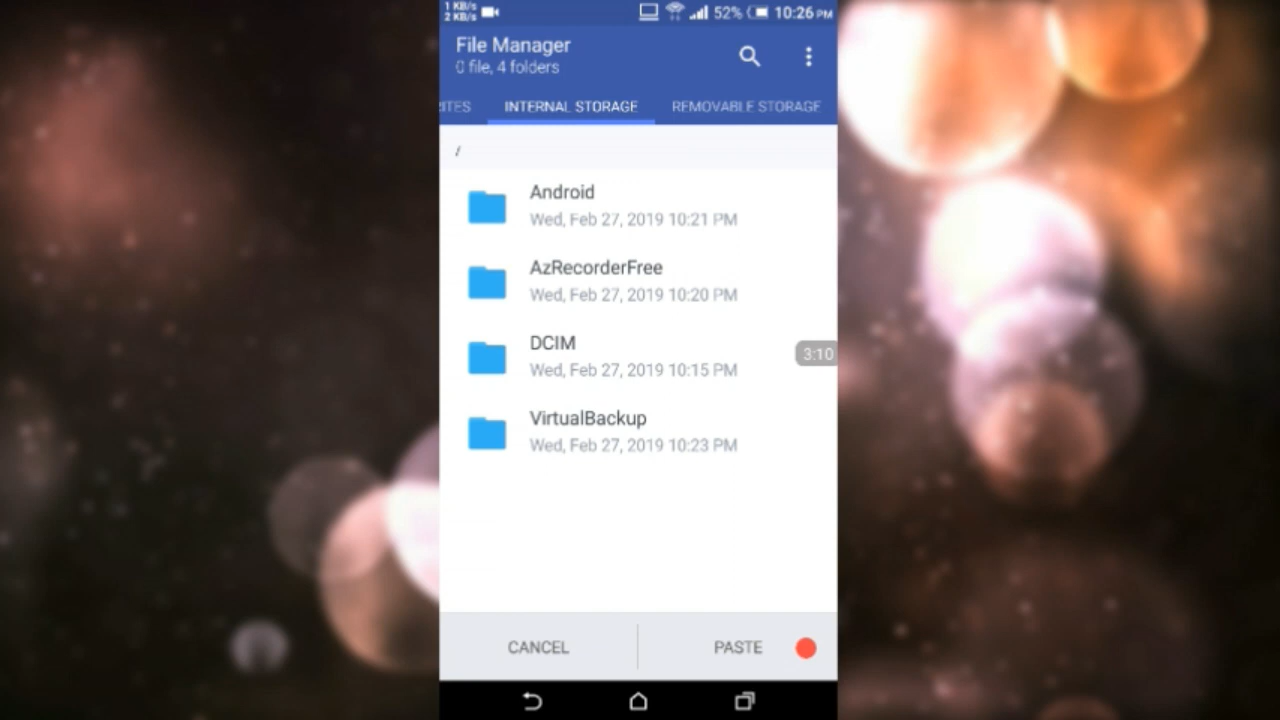 1 KB/s
2 KB/s
52% 10:26 PM
File Manager
0 file, 4 folders
ITES INTERNAL STORAGE REMOVABLE STORAGE
/
Android
Wed, Feb 27, 2019 10:21 PM
AzRecorderFree
Wed, Feb 27, 2019 10:20 PM
DCIM
3:10
Wed, Feb 27, 2019 10:15 PM
VirtualBackup
Wed, Feb 27, 2019 10:23 PM
CANCEL PASTE